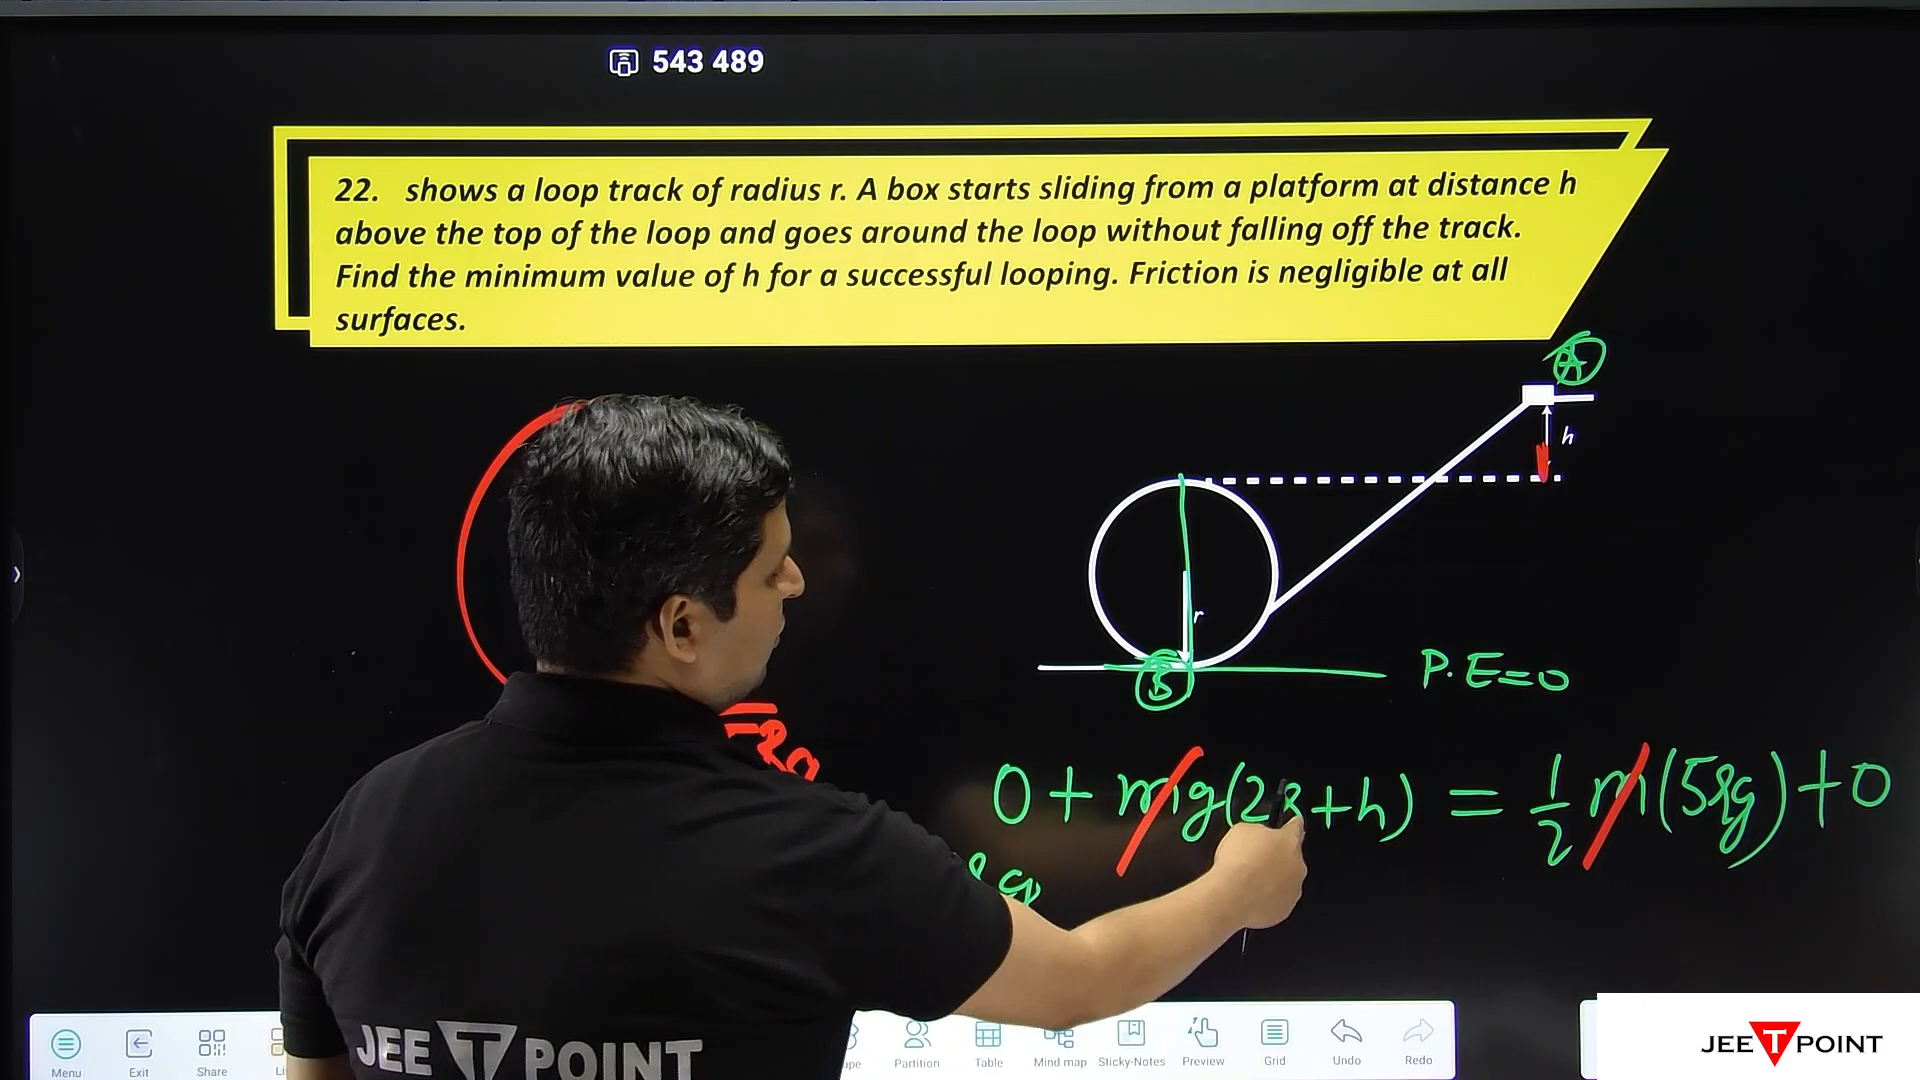 543 489
22. shows a loop track of radius r. A box starts sliding from a platform at distance h
above the top of the loop and goes around the loop without falling off the track.
Find the minimum value of h for a successful looping. Friction is negligible at all
surfaces.
A
h
r
B
P.E=0
0 + mg(2r+h) = 1/2 m(5rg)+0
rg
Menu
Exit
Share
Partition
Table
Mind map
Sticky-Notes
Preview
Grid
Undo
Redo
JEE T POINT
JEE T POINT